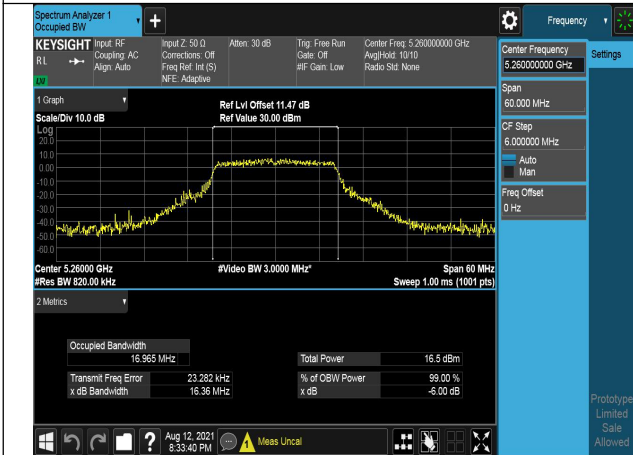 Spectrum Analyzer 1
Occupied BW
Frequency
KEYSIGHT
R L
Input: RF
Coupling: AC
Align: Auto
Input Z: 50 Ω
Corrections: Off
Freq Ref: Int (S)
NFE: Adaptive
Atten: 30 dB
Trig: Free Run
Gate: Off
#IF Gain: Low
Center Freq: 5.260000000 GHz
Avg|Hold: 10/10
Radio Std: None
Center Frequency
5.260000000 GHz
Settings
Span
60.000 MHz
CF Step
6.000000 MHz
Auto
Man
Freq Offset
0 Hz
1 Graph
Ref Lvl Offset 11.47 dB
Scale/Div 10.0 dB
Ref Value 30.00 dBm
Log
20.0
10.0
0.00
-10.0
-20.0
-30.0
-40.0
-50.0
-60.0
Center 5.26000 GHz
#Video BW 3.0000 MHz*
Span 60 MHz
#Res BW 820.00 kHz
Sweep 1.00 ms (1001 pts)
2 Metrics
Occupied Bandwidth
16.965 MHz
Total Power 16.5 dBm
Transmit Freq Error 23.282 kHz
% of OBW Power 99.00 %
x dB Bandwidth 16.36 MHz
x dB -6.00 dB
Prototype
Limited
Sale
Allowed
Aug 12, 2021
8:33:40 PM
Meas Uncal